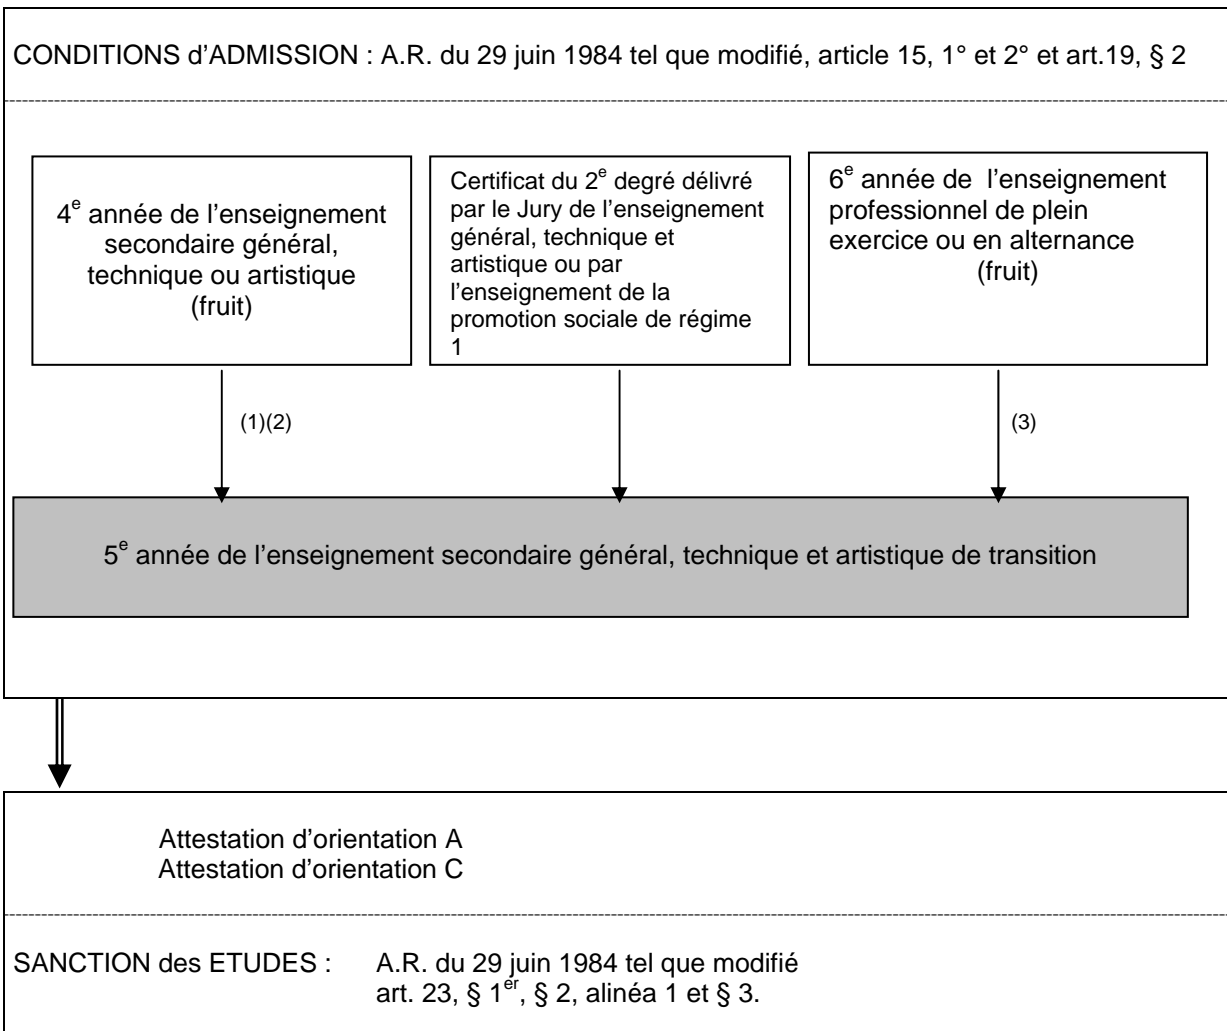 CONDITIONS d'ADMISSION : A.R. du 29 juin 1984 tel que modifié, article 15, 1° et 2° et art.19, § 2
4e année de l'enseignement
secondaire général,
technique ou artistique
(fruit)
Certificat du 2e degré délivré
par le Jury de l'enseignement
général, technique et
artistique ou par
l'enseignement de la
promotion sociale de régime
1
6e année de l'enseignement
professionnel de plein
exercice ou en alternance
(fruit)
(1)(2)
(3)
5e année de l'enseignement secondaire général, technique et artistique de transition
Attestation d'orientation A
Attestation d'orientation C
SANCTION des ETUDES : A.R. du 29 juin 1984 tel que modifié
art. 23, § 1er, § 2, alinéa 1 et § 3.